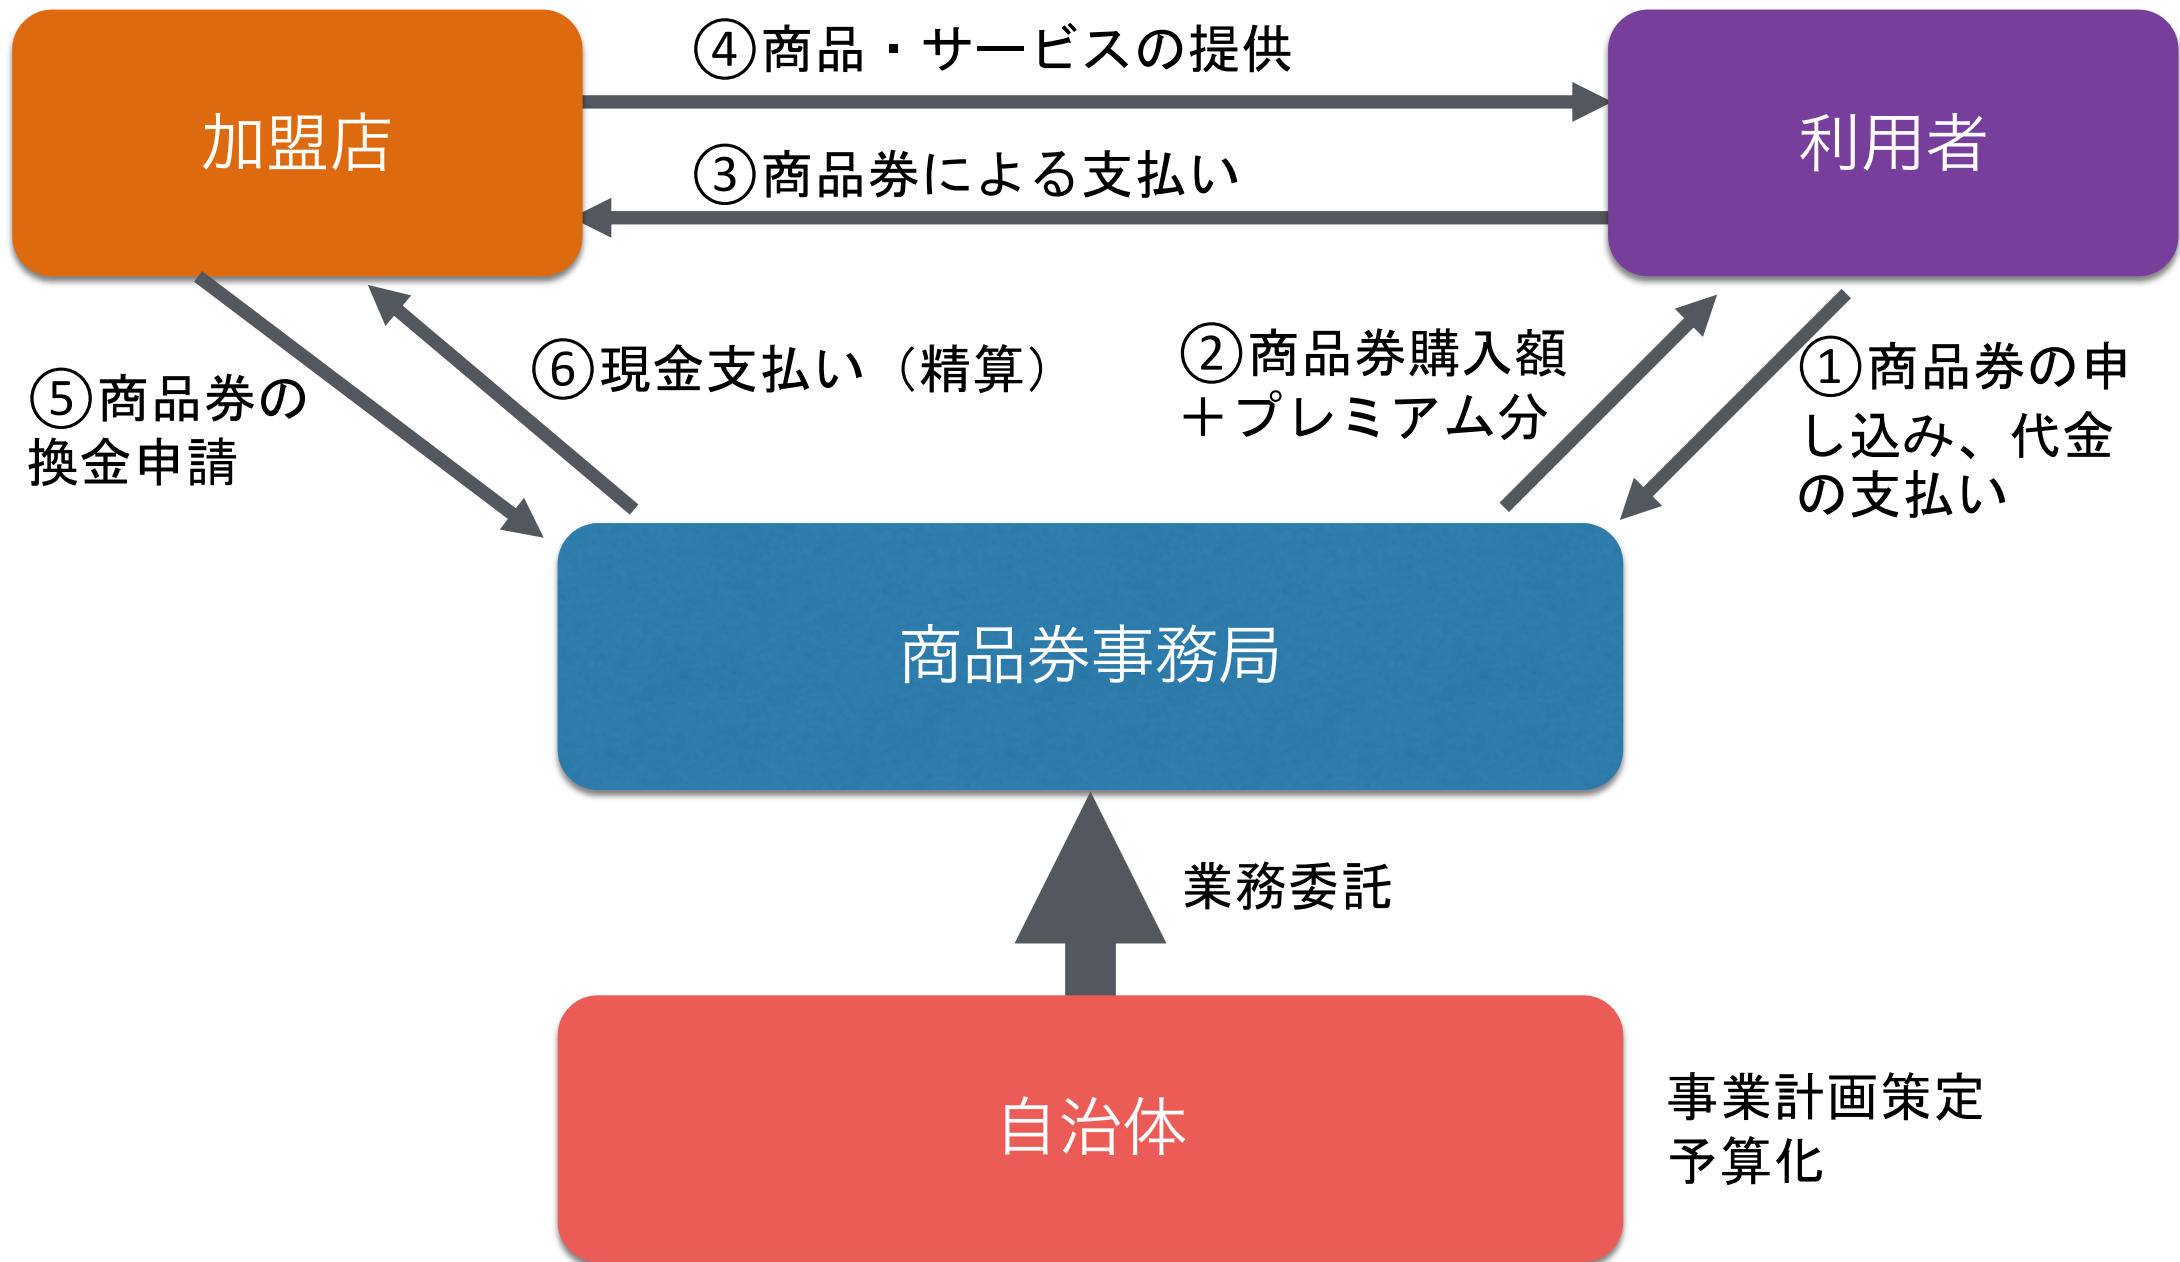 加盟店
④商品・サービスの提供
③商品券による支払い
利用者
⑤商品券の
換金申請
⑥現金支払い（精算）
②商品券購入額
＋プレミアム分
①商品券の申
し込み、代金
の支払い
商品券事務局
業務委託
自治体
事業計画策定
予算化